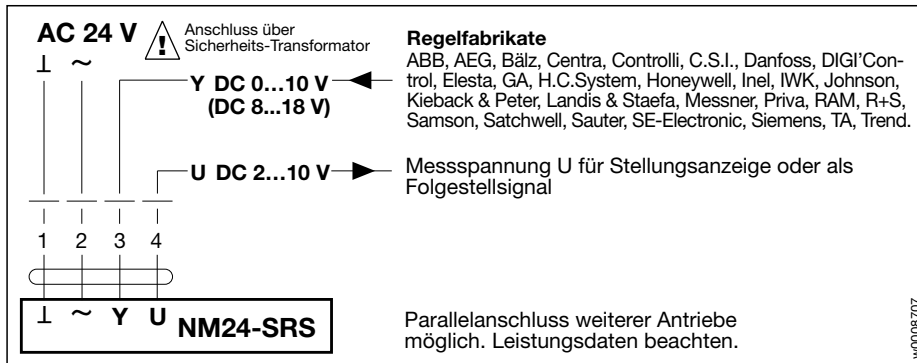 AC 24 V
⊥ ~
! Anschluss über
Sicherheits-Transformator
Y DC 0...10 V
(DC 8...18 V)
Regelfabrikate
ABB, AEG, Bälz, Centra, Controlli, C.S.I., Danfoss, DIGI'Con-
trol, Elesta, GA, H.C.System, Honeywell, Inel, IWK, Johnson,
Kieback & Peter, Landis & Staefa, Messner, Priva, RAM, R+S,
Samson, Satchwell, Sauter, SE-Electronic, Siemens, TA, Trend.
U DC 2...10 V
Messspannung U für Stellungsanzeige oder als
Folgestellsignal
1 2 3 4
⊥ ~ Y U
NM24-SRS
Parallelanschluss weiterer Antriebe
möglich. Leistungsdaten beachten.
w0008707